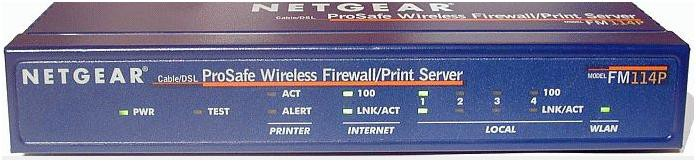 NETGEAR
Cable/DSL ProSafe Wireless Firewall/Print Server
MODEL FM114P
NETGEAR® Cable/DSL ProSafe Wireless Firewall/Print Server MODEL FM114P
ACT 100 100
PWR TEST ALERT LNK/ACT 1 2 3 4 LNK/ACT
PRINTER INTERNET LOCAL WLAN